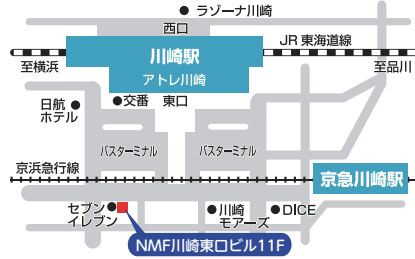 ラゾーナ川崎
西口
川崎駅
JR東海道線
至横浜
至品川
アトレ川崎
交番
東口
日航
ホテル
バスターミナル
バスターミナル
京浜急行線
京急川崎駅
セブン
イレブン
川崎
モアーズ
DICE
NMF川崎東口ビル11F